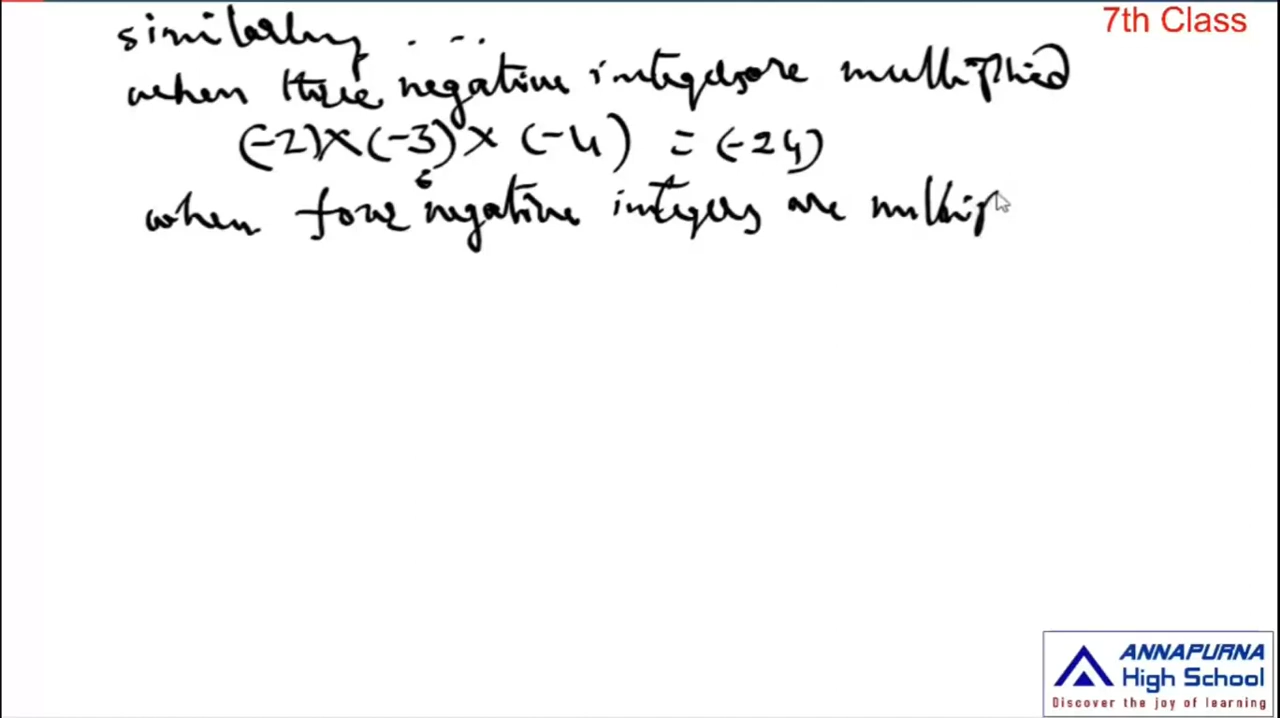 7th Class
similarly ...
when three negative integers are multiplied
(-2)×(-3)×(-4) = (-24)
6
when four negative integers are multip
ANNAPURNA
High School
Discover the joy of learning